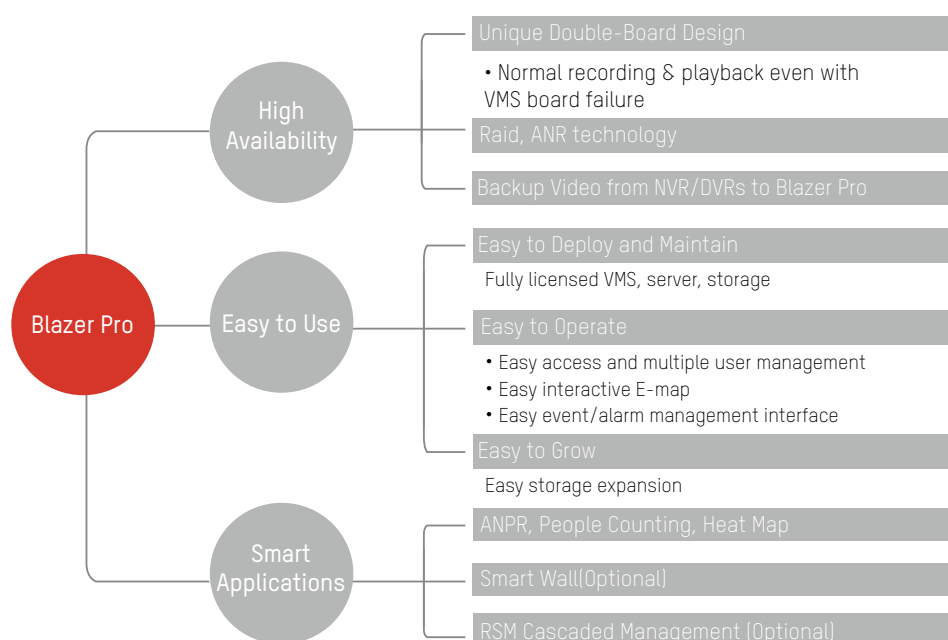 Blazer Pro
High
Availability
Unique Double-Board Design
• Normal recording & playback even with
VMS board failure
Raid, ANR technology
Backup Video from NVR/DVRs to Blazer Pro
Easy to Use
Easy to Deploy and Maintain
Fully licensed VMS, server, storage
Easy to Operate
• Easy access and multiple user management
• Easy interactive E-map
• Easy event/alarm management interface
Easy to Grow
Easy storage expansion
Smart
Applications
ANPR, People Counting, Heat Map
Smart Wall(Optional)
RSM Cascaded Management (Optional)